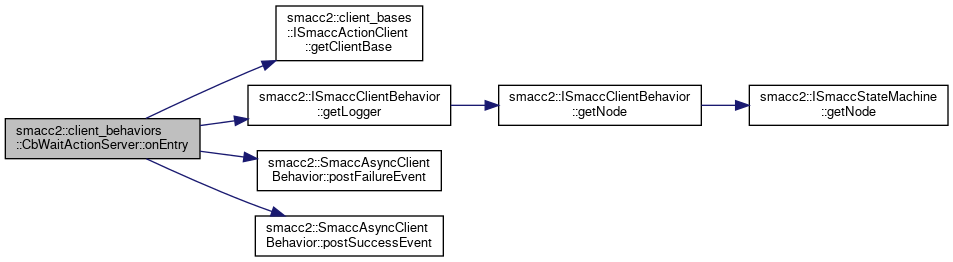 smacc2::client_bases
::ISmaccActionClient
::getClientBase
smacc2::ISmaccClientBehavior
::getLogger
smacc2::ISmaccClientBehavior
::getNode
smacc2::ISmaccStateMachine
::getNode
smacc2::client_behaviors
::CbWaitActionServer::onEntry
smacc2::SmaccAsyncClient
Behavior::postFailureEvent
smacc2::SmaccAsyncClient
Behavior::postSuccessEvent